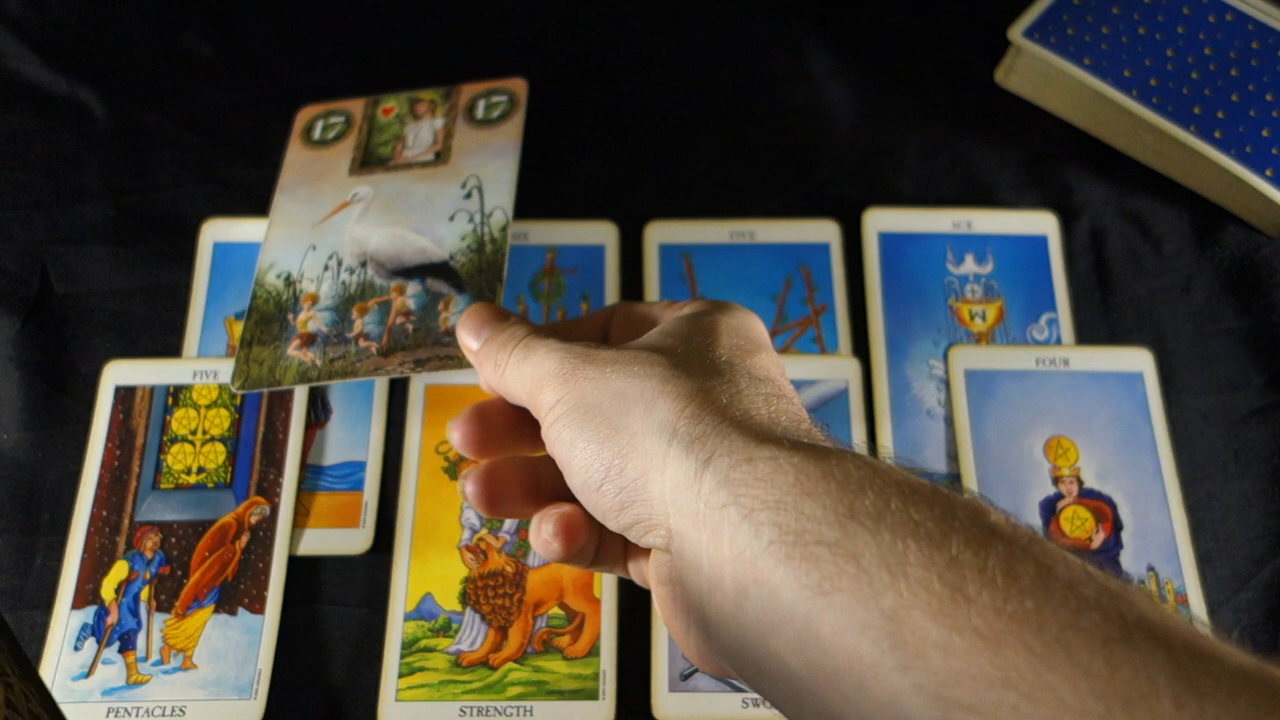 17 17
FIVE
ACE
FIVE
FOUR
PENTACLES
STRENGTH